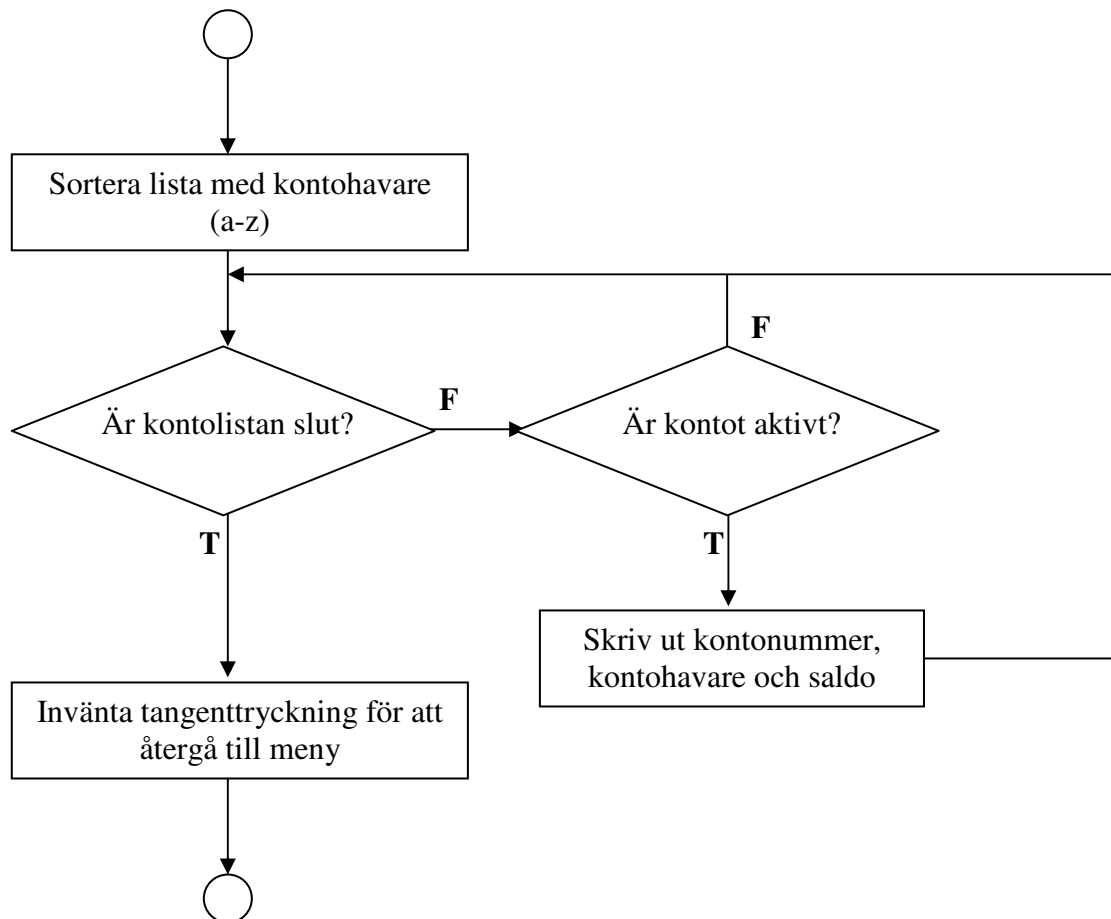 Sortera lista med kontohavare
(a-z)
F
Är kontolistan slut?
F
Är kontot aktivt?
T
T
Skriv ut kontonummer,
kontohavare och saldo
Invänta tangenttryckning för att
återgå till meny